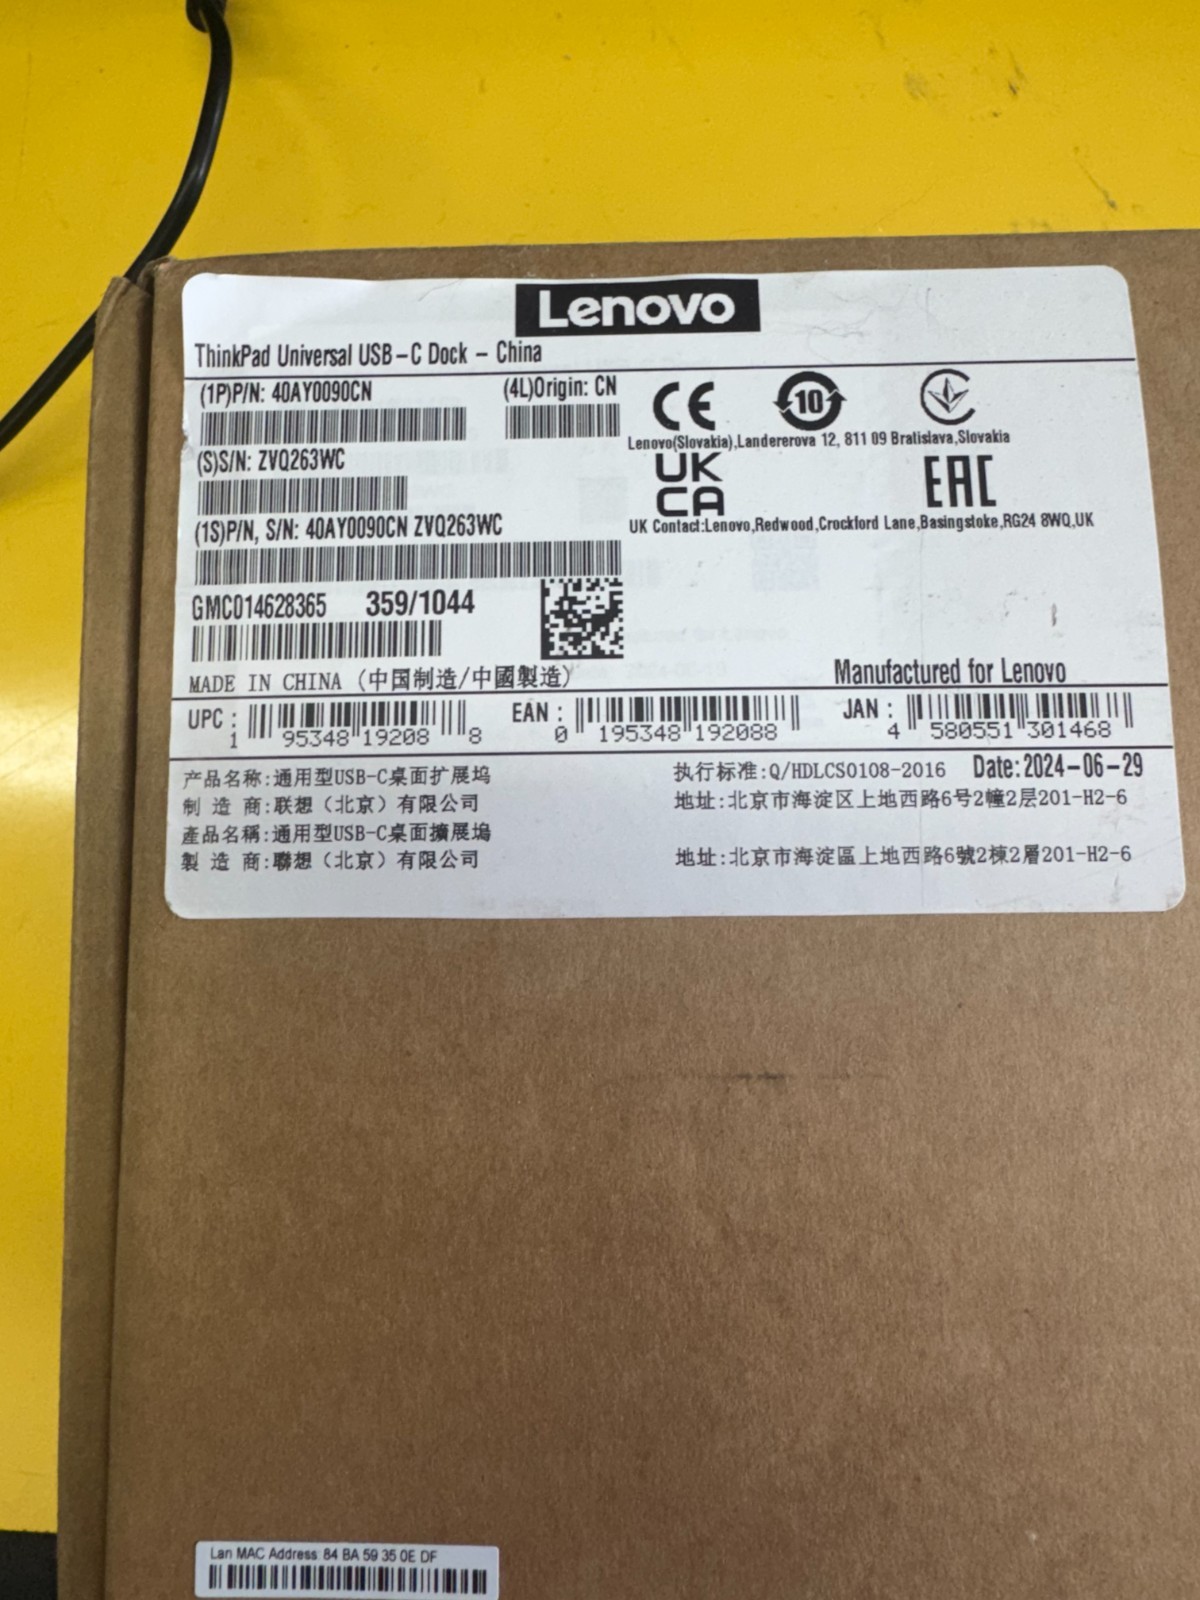 Lenovo
ThinkPad Universal USB-C Dock - China
(1P)P/N: 40AY0090CN (4L)Origin: CN
CE 10
Lenovo(Slovakia),Landererova 12, 811 09 Bratislava,Slovakia
(S)S/N: ZVQ263WC
UK
CA
EAC
(1S)P/N, S/N: 40AY0090CN ZVQ263WC
UK Contact:Lenovo,Redwood,Crockford Lane,Basingstoke,RG24 8WQ,UK
GMC014628365 359/1044
MADE IN CHINA (中国制造/中國製造)
Manufactured for Lenovo
UPC: 1 95348 19208 8 EAN: 0 195348 192088 JAN: 4 580551 301468
产品名称:通用型USB-C桌面扩展坞 执行标准:Q/HDLCS0108-2016 Date:2024-06-29
制 造 商:联想（北京）有限公司 地址:北京市海淀区上地西路6号2幢2层201-H2-6
產品名稱:通用型USB-C桌面擴展塢
製 造 商:聯想（北京）有限公司 地址:北京市海淀區上地西路6號2棟2層201-H2-6
Lan MAC Address: 84 BA 59 35 0E DF